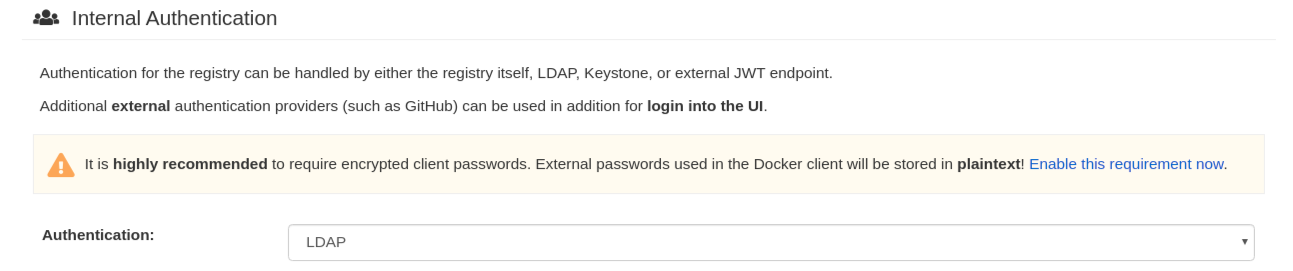 Internal Authentication
Authentication for the registry can be handled by either the registry itself, LDAP, Keystone, or external JWT endpoint.
Additional external authentication providers (such as GitHub) can be used in addition for login into the UI.
It is highly recommended to require encrypted client passwords. External passwords used in the Docker client will be stored in plaintext! Enable this requirement now.
Authentication:
LDAP